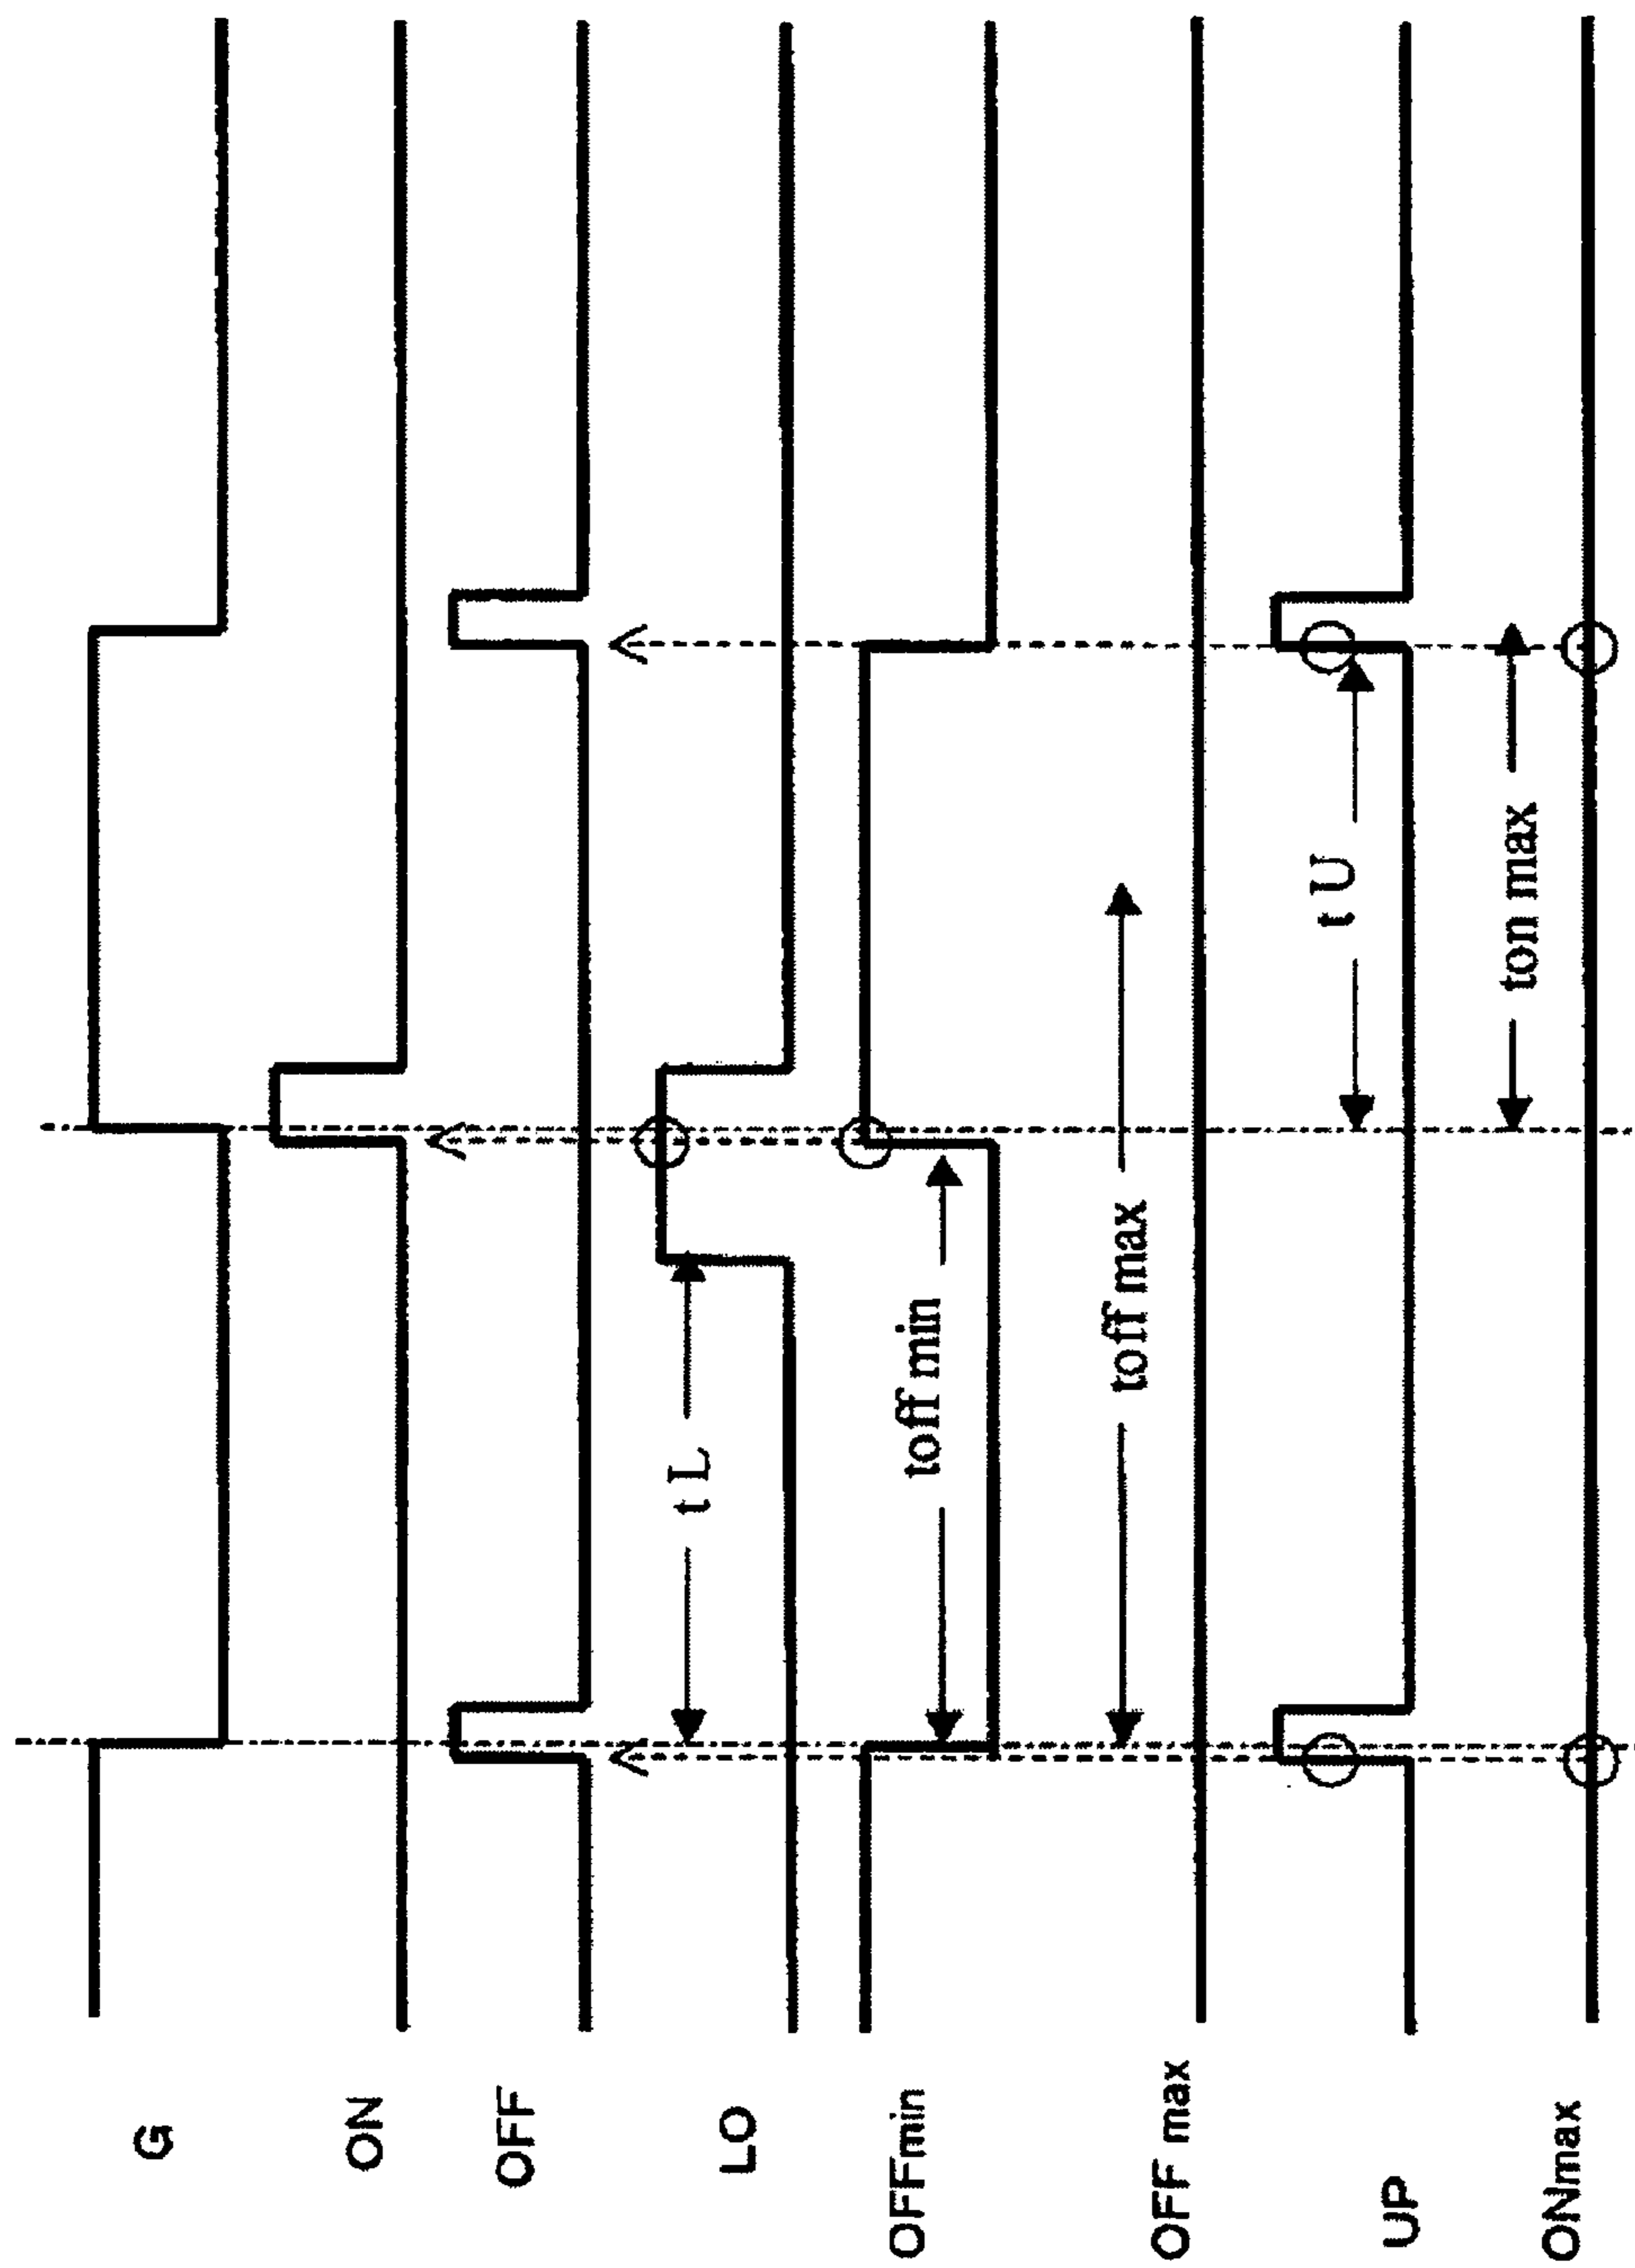 G
ON
OFF
LO
t L
OFFmin
toff min
OFF max
toff max
UP
t U
ONmax
ton max